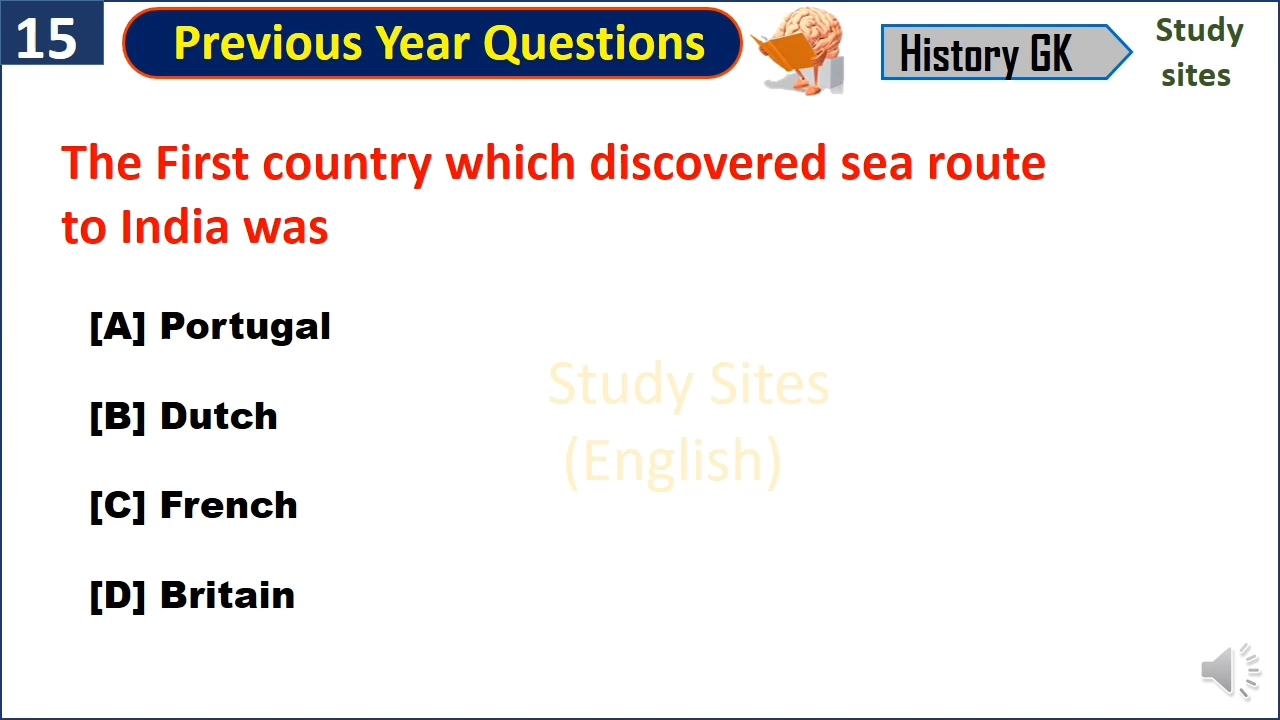 15
Previous Year Questions
History GK
Study
sites
The First country which discovered sea route
to India was
[A] Portugal
[B] Dutch
[C] French
[D] Britain
Study Sites
(English)